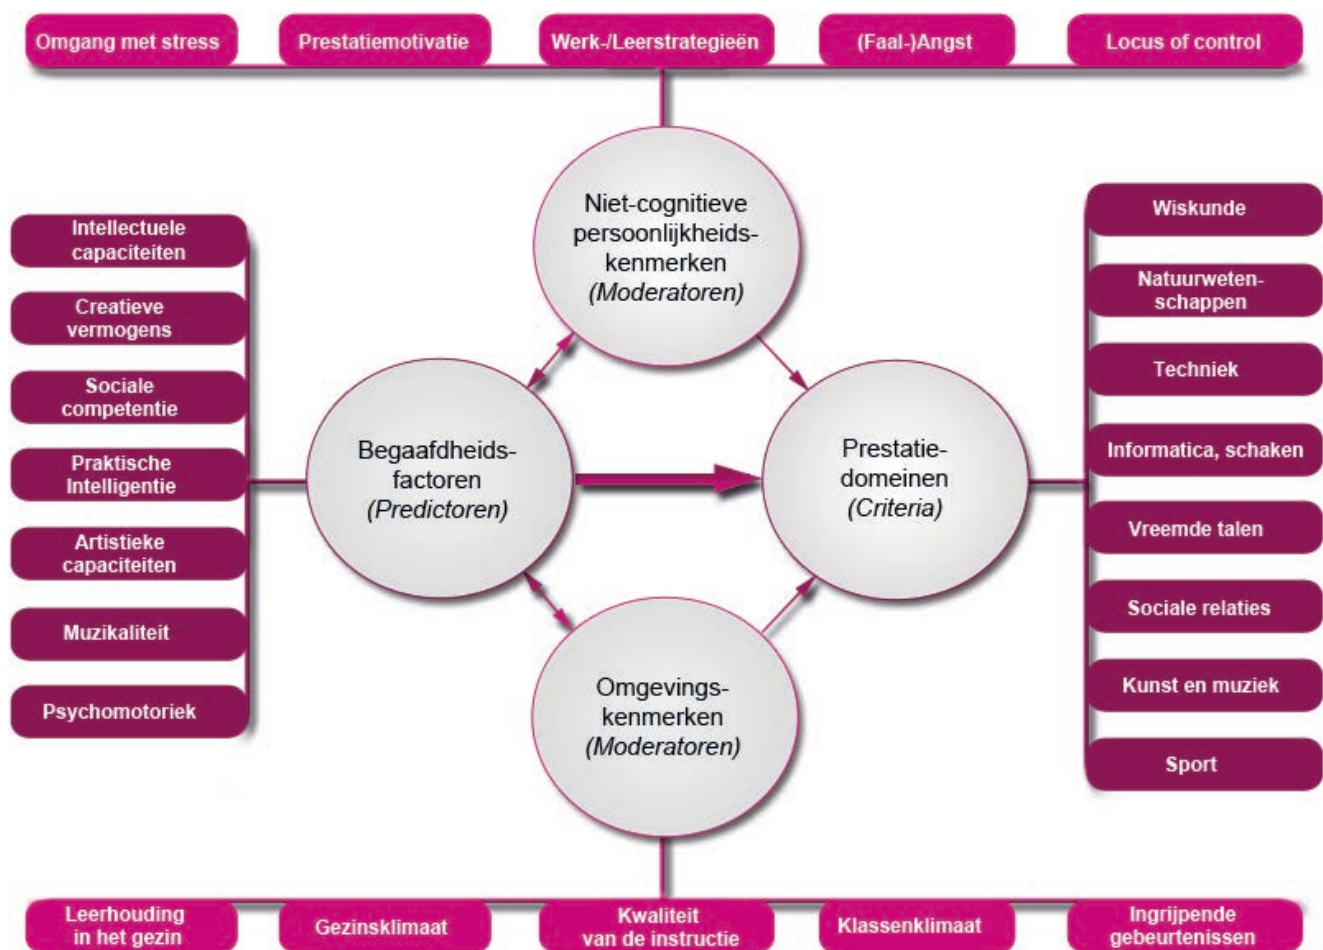 Omgang met stress
Prestatiemotivatie
Werk-/Leerstrategieën
(Faal-)Angst
Locus of control
Niet-cognitieve
persoonlijkheids-
kenmerken
(Moderatoren)
Intellectuele
capaciteiten
Creatieve
vermogens
Sociale
competentie
Praktische
Intelligentie
Artistieke
capaciteiten
Muzikaliteit
Psychomotoriek
Begaafdheids-
factoren
(Predictoren)
Prestatie-
domeinen
(Criteria)
Wiskunde
Natuurweten-
schappen
Techniek
Informatica, schaken
Vreemde talen
Sociale relaties
Kunst en muziek
Sport
Omgevings-
kenmerken
(Moderatoren)
Leerhouding
in het gezin
Gezinsklimaat
Kwaliteit
van de instructie
Klassenklimaat
Ingrijpende
gebeurtenissen